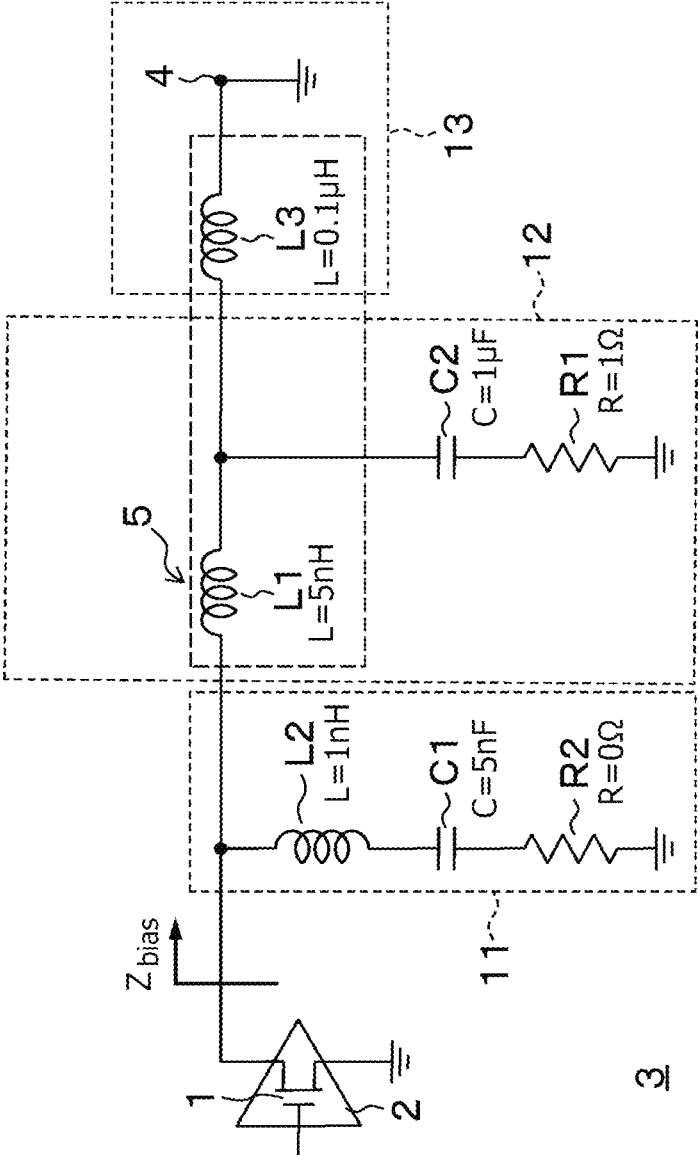 3
1
2
Z bias
11
L2
L=1nH
C1
C=5nF
R2
R=0Ω
5
L1
L=5nH
12
C2
C=1μF
R1
R=1Ω
L3
L=0.1μH
4
13